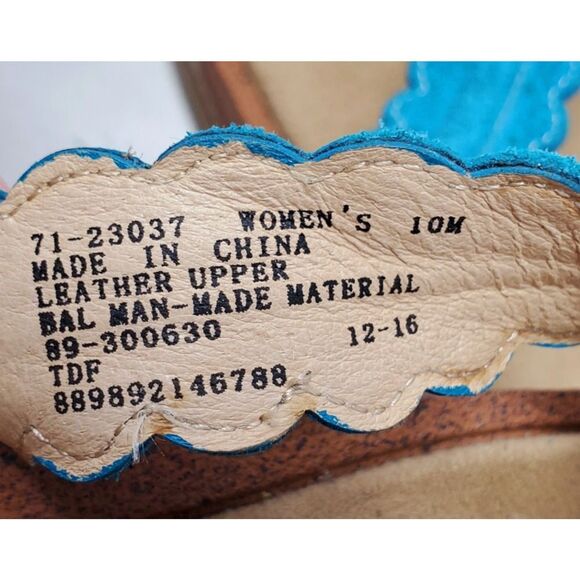 71-23037 WOMEN'S 10M
MADE IN CHINA
LEATHER UPPER
BAL MAN-MADE MATERIAL
89-300630 12-16
TDF
889892146788